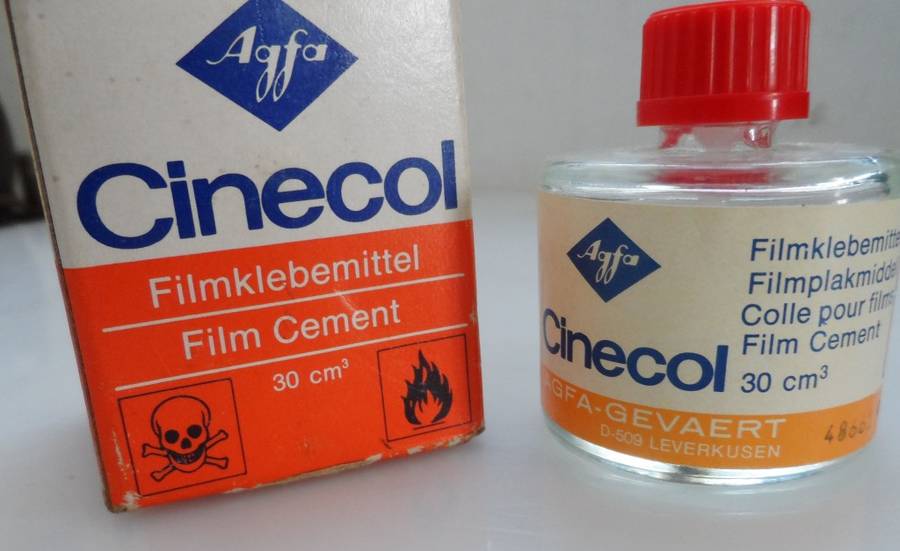 Agfa
Cinecol
Filmklebemittel
Film Cement
30 cm³
Agfa
Cinecol
Filmklebemitte
Filmplakmiddel
Colle pour films
Film Cement
30 cm³
AGFA-GEVAERT
D-509 LEVERKUSEN